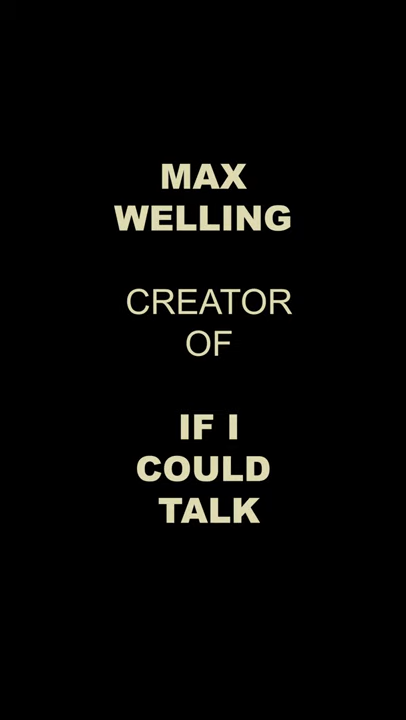 MAX
WELLING
CREATOR
OF
IF I
COULD
TALK